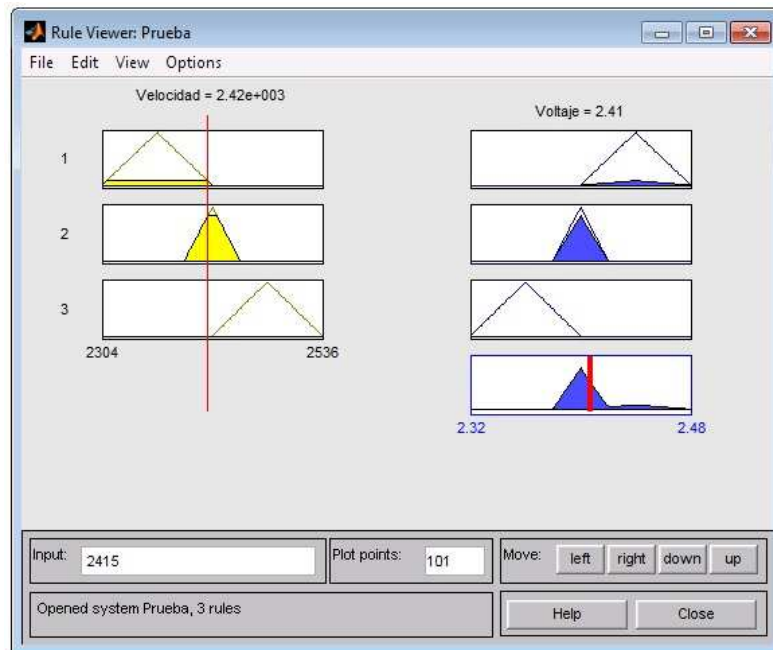 Rule Viewer: Prueba
File Edit View Options
Velocidad = 2.42e+003
Voltaje = 2.41
1
2
3
2304 2536
2.32 2.48
Input: 2415 Plot points: 101 Move: left right down up
Opened system Prueba, 3 rules Help Close